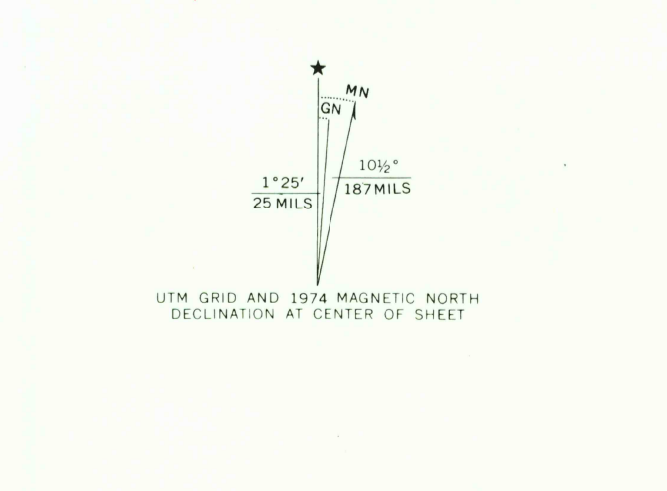 ★
MN
GN
1°25'
25 MILS
10½°
187 MILS
UTM GRID AND 1974 MAGNETIC NORTH
DECLINATION AT CENTER OF SHEET